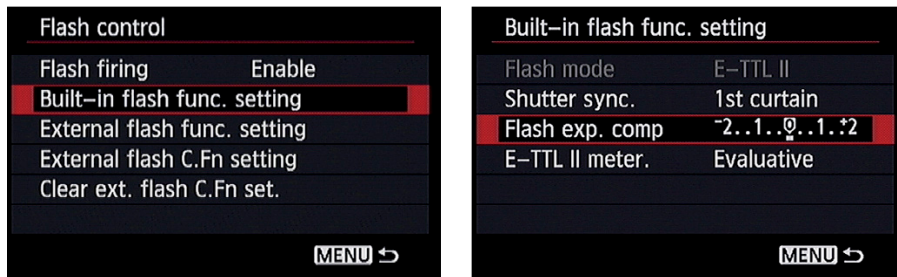 Flash control
Flash firing Enable
Built-in flash func. setting
External flash func. setting
External flash C.Fn setting
Clear ext. flash C.Fn set.
MENU
Built-in flash func. setting
Flash mode E-TTL II
Shutter sync. 1st curtain
Flash exp. comp -2..1..0..1..+2
E-TTL II meter. Evaluative
MENU